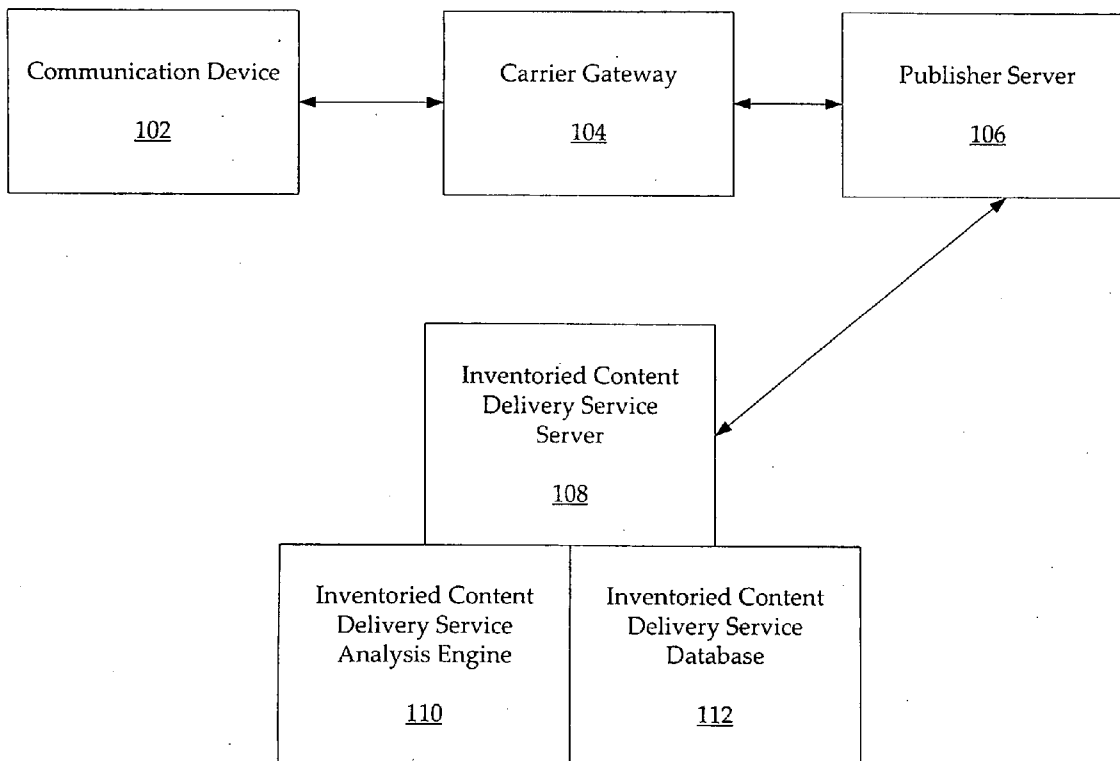 Communication Device
102
Carrier Gateway
104
Publisher Server
106
Inventoried Content
Delivery Service
Server
108
Inventoried Content
Delivery Service
Analysis Engine
110
Inventoried Content
Delivery Service
Database
112